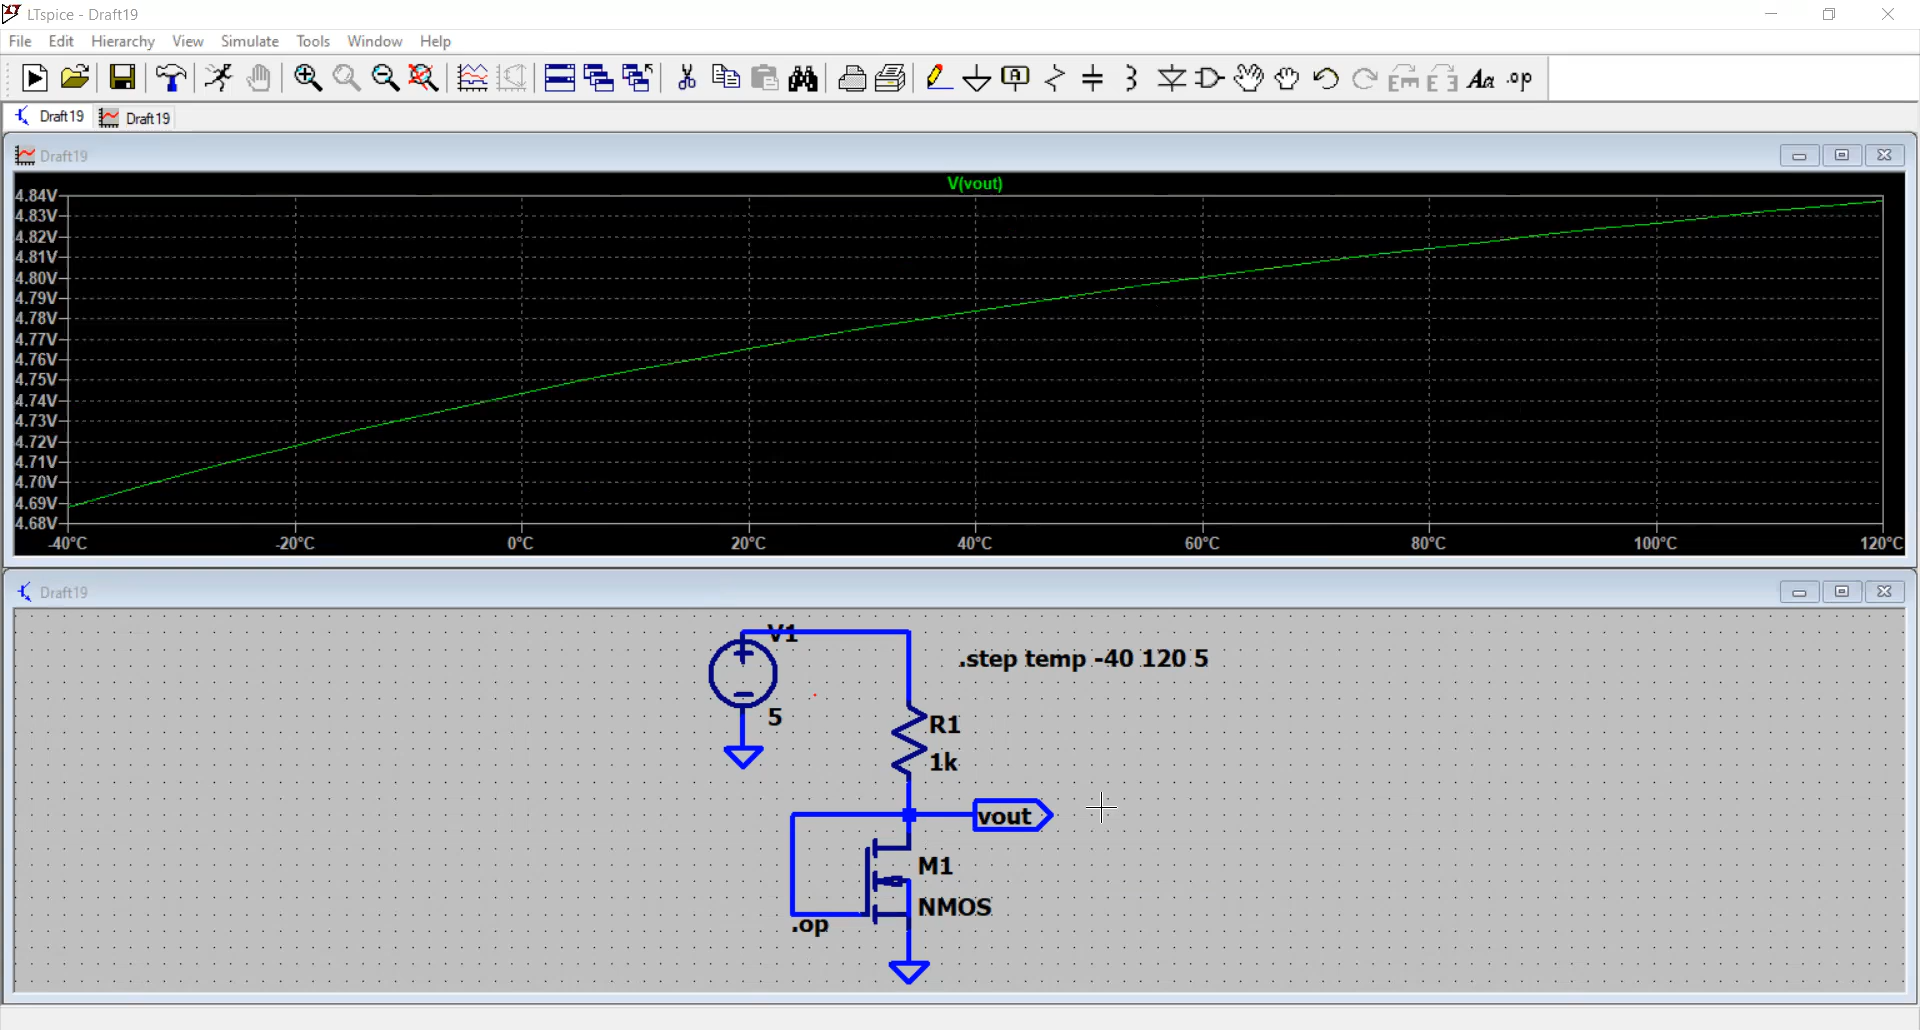 LTspice - Draft19
File Edit Hierarchy View Simulate Tools Window Help
A Aa .op
Draft19 Draft19
Draft19
V(vout)
4.84V
4.83V
4.82V
4.81V
4.80V
4.79V
4.78V
4.77V
4.76V
4.75V
4.74V
4.73V
4.72V
4.71V
4.70V
4.69V
4.68V
-40°C -20°C 0°C 20°C 40°C 60°C 80°C 100°C 120°C
Draft19
V1
.step temp -40 120 5
5
R1
1k
vout
M1
NMOS
.op